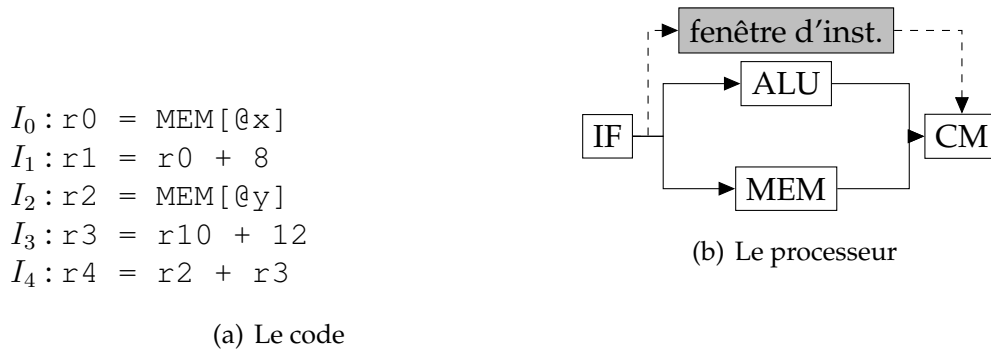 I0:r0 = MEM[@x]
I1:r1 = r0 + 8
I2:r2 = MEM[@y]
I3:r3 = r10 + 12
I4:r4 = r2 + r3
(a) Le code
fenêtre d'inst.
ALU
IF
CM
MEM
(b) Le processeur